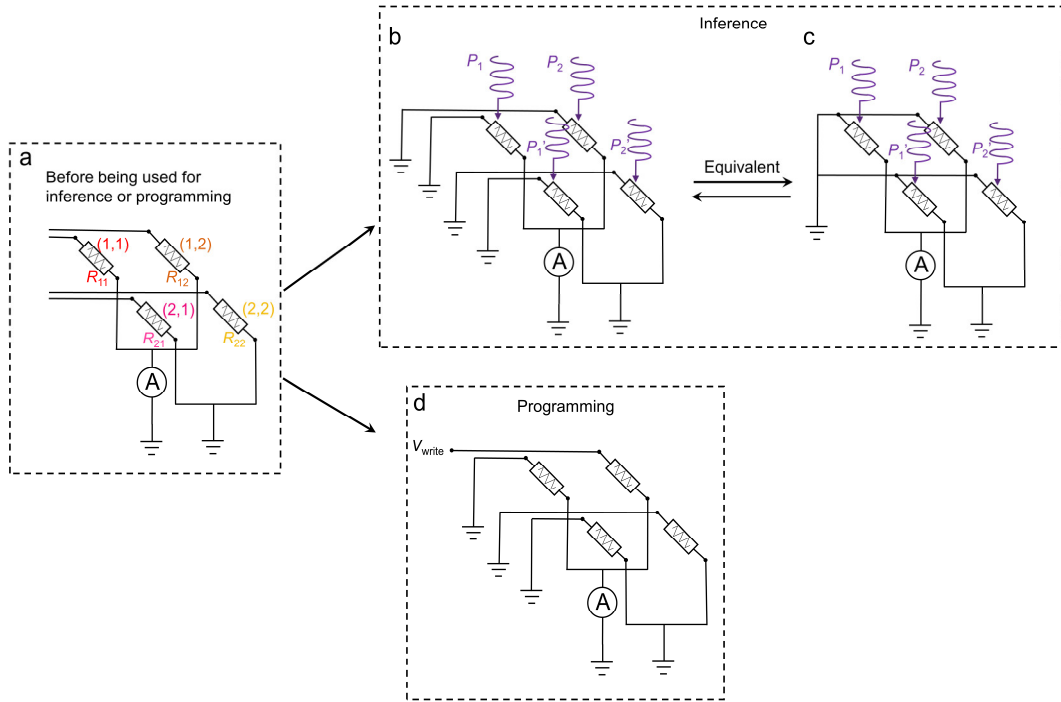 a
Before being used for
inference or programming
(1,1)
(1,2)
R11
R12
(2,1)
(2,2)
R21
R22
A
Inference
b
P1
P2
P1'
P2'
A
Equivalent
c
P1
P2
P1'
P2'
A
d
Programming
Vwrite
A